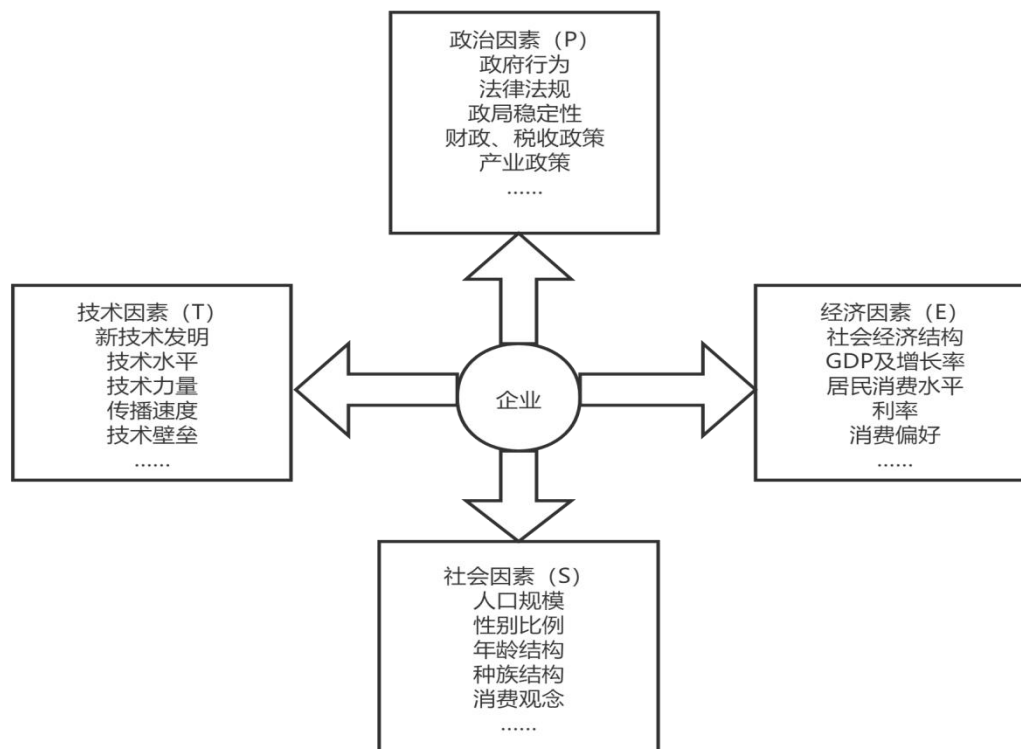 政治因素（P）
政府行为
法律法规
政局稳定性
财政、税收政策
产业政策
......
技术因素（T）
新技术发明
技术水平
技术力量
传播速度
技术壁垒
......
企业
经济因素（E）
社会经济结构
GDP及增长率
居民消费水平
利率
消费偏好
......
社会因素（S）
人口规模
性别比例
年龄结构
种族结构
消费观念
......